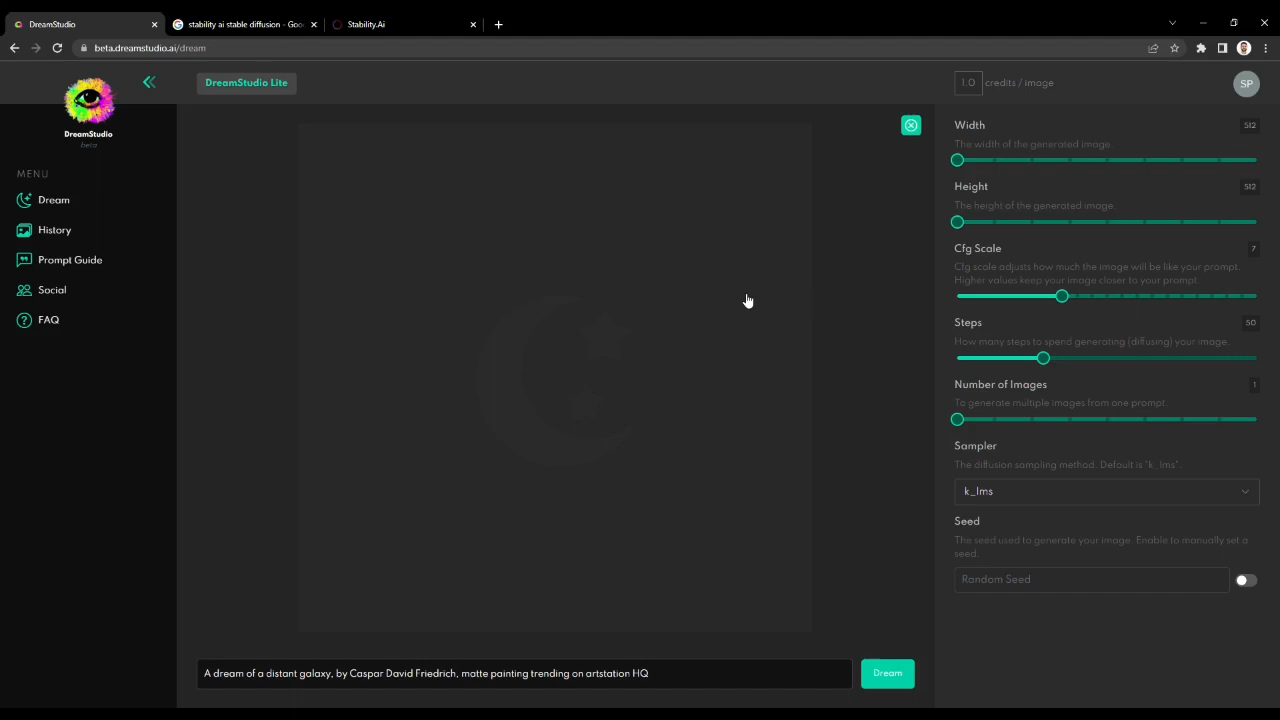 DreamStudio
stability ai stable diffusion - Goo
Stability.Ai
beta.dreamstudio.ai/dream
DreamStudio
beta
DreamStudio Lite
1.0 credits / image
SP
MENU
Dream
History
Prompt Guide
Social
FAQ
Width 512
The width of the generated image.
Height 512
The height of the generated image.
Cfg Scale 7
Cfg scale adjusts how much the image will be like your prompt.
Higher values keep your image closer to your prompt.
Steps 50
How many steps to spend generating (diffusing) your image.
Number of Images 1
To generate multiple images from one prompt.
Sampler
The diffusion sampling method. Default is "k_lms".
k_lms
Seed
The seed used to generate your image. Enable to manually set a
seed.
Random Seed
A dream of a distant galaxy, by Caspar David Friedrich, matte painting trending on artstation HQ
Dream